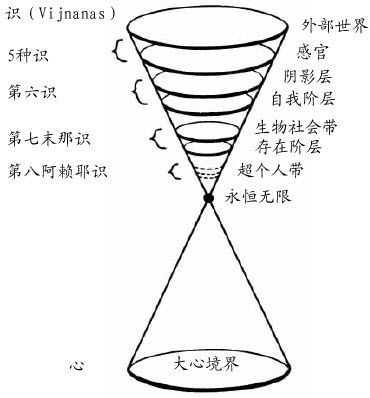 识（Vijnanas）
外部世界
5种识
感官
阴影层
第六识
自我阶层
生物社会带
第七末那识
存在阶层
第八阿赖耶识
超个人带
永恒无限
心
大心境界